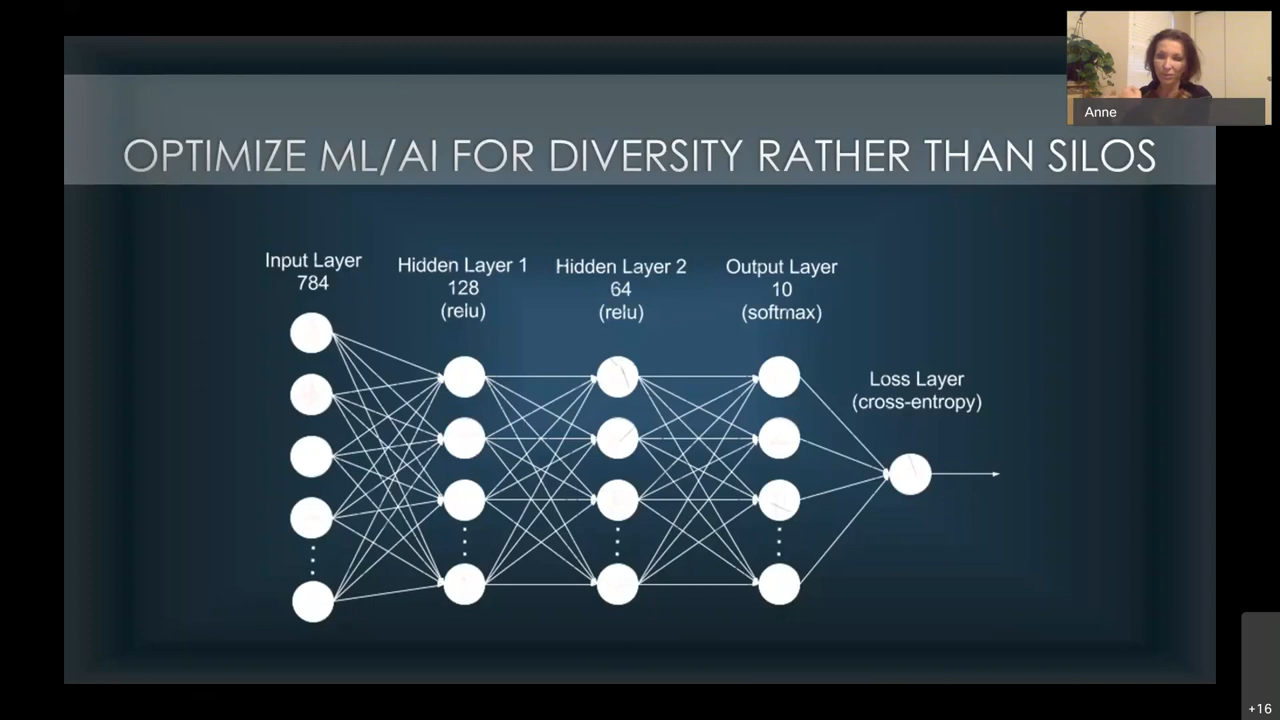 Anne
OPTIMIZE ML/AI FOR DIVERSITY RATHER THAN SILOS
Input Layer
784
Hidden Layer 1
128
(relu)
Hidden Layer 2
64
(relu)
Output Layer
10
(softmax)
Loss Layer
(cross-entropy)
+16